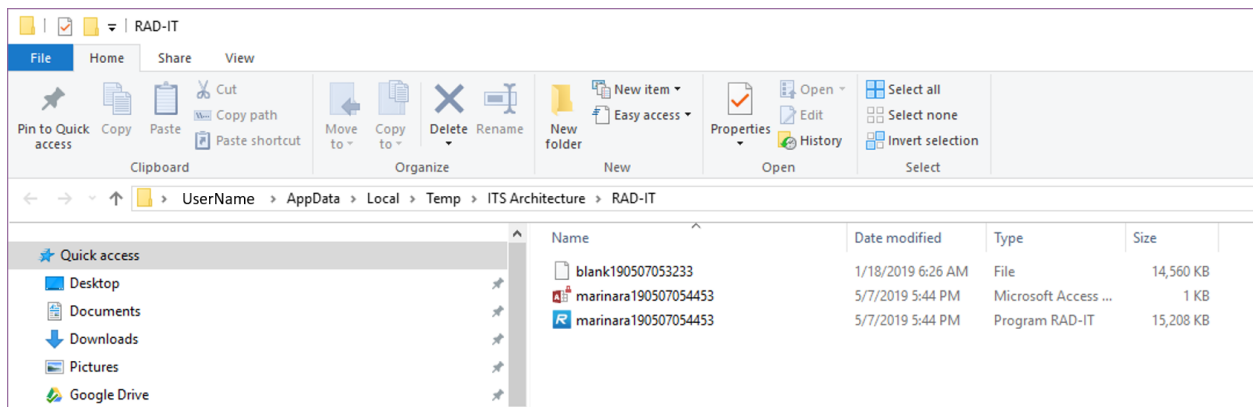 RAD-IT
File Home Share View
Pin to Quick access
Copy
Paste
Cut
Copy path
Paste shortcut
Clipboard
Move to
Copy to
Delete
Rename
Organize
New folder
New item
Easy access
New
Properties
Open
Edit
History
Open
Select all
Select none
Invert selection
Select
UserName > AppData > Local > Temp > ITS Architecture > RAD-IT
Quick access
Desktop
Documents
Downloads
Pictures
Google Drive
Name Date modified Type Size
blank190507053233 1/18/2019 6:26 AM File 14,560 KB
marinara190507054453 5/7/2019 5:44 PM Microsoft Access ... 1 KB
marinara190507054453 5/7/2019 5:44 PM Program RAD-IT 15,208 KB